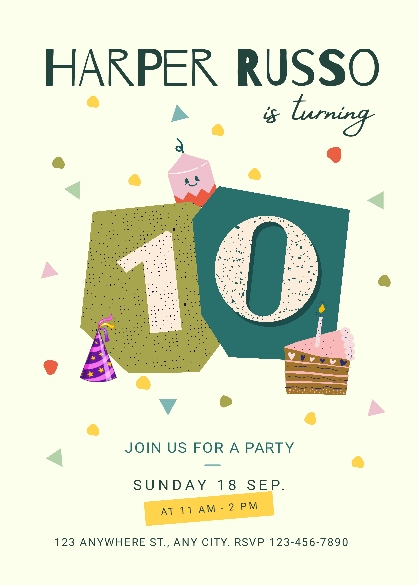 HARPER RUSSO
is turning
10
JOIN US FOR A PARTY
SUNDAY 18 SEP.
AT 11 AM - 2 PM
123 ANYWHERE ST., ANY CITY. RSVP 123-456-7890